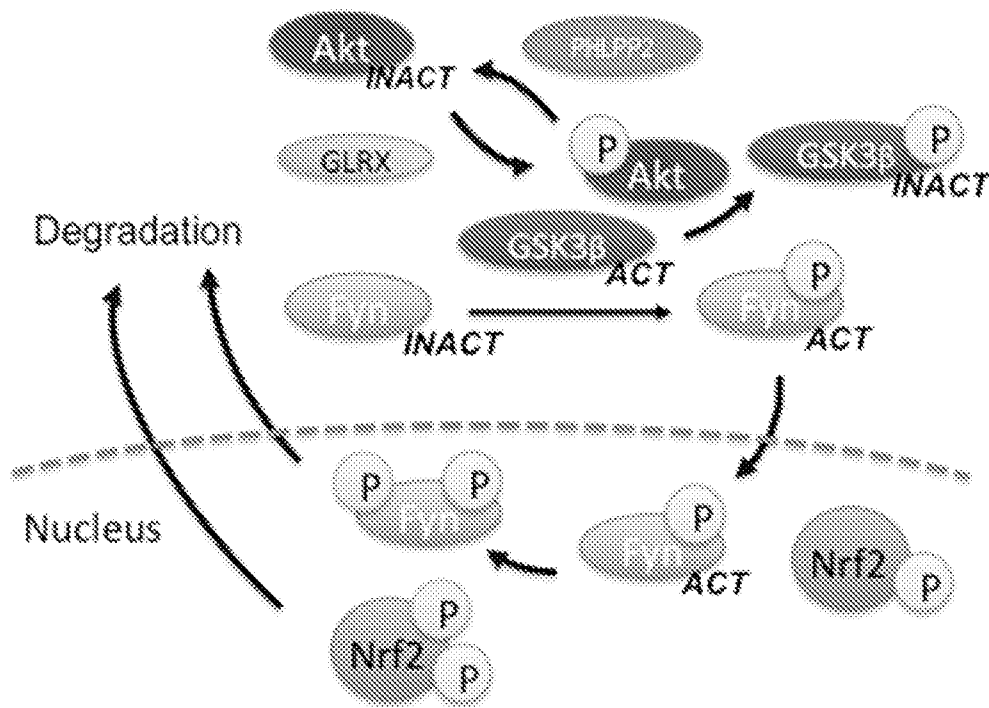 Akt
INACT
PHLPP2
GLRX
P
Akt
GSK3β
P
INACT
Degradation
GSK3β
ACT
Fyn
INACT
P
Fyn
ACT
Nucleus
P
P
Fyn
P
Fyn
ACT
Nrf2
P
P
Nrf2
P